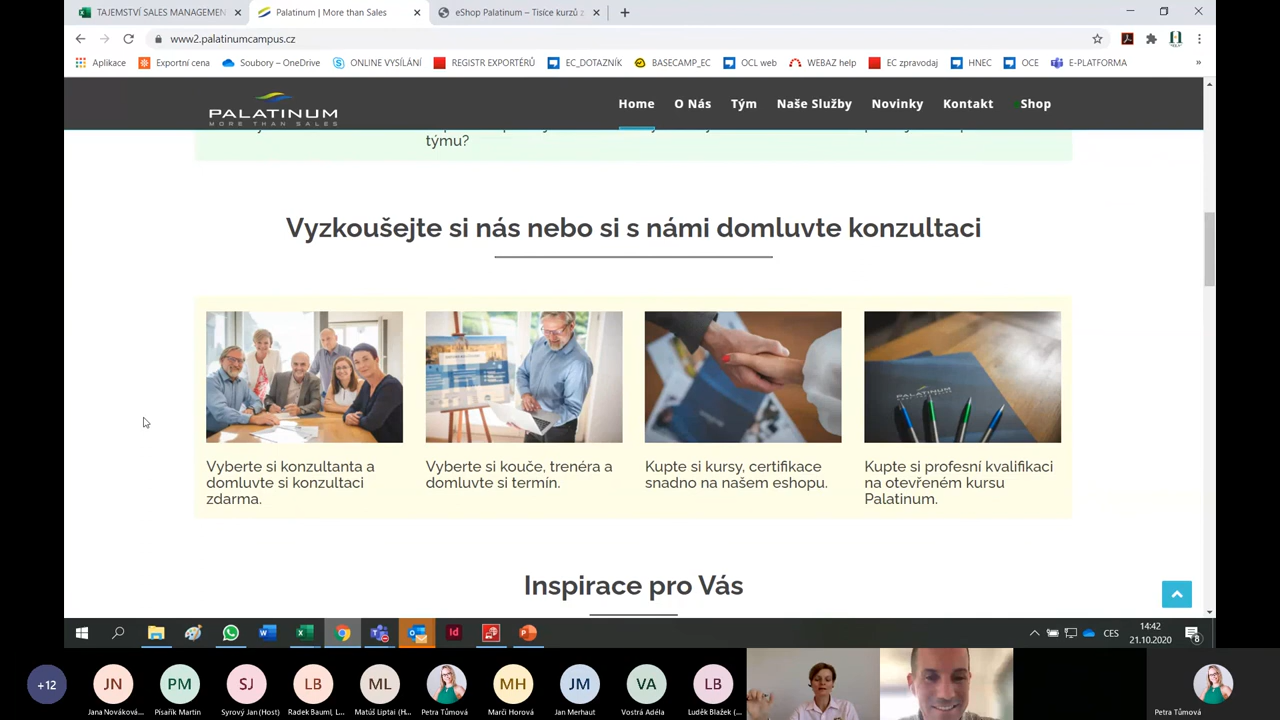 TAJEMSTVÍ SALES MANAGEMEN
Palatinum | More than Sales
eShop Palatinum – Tisíce kurzů z
www2.palatinumcampus.cz
Aplikace
Exportní cena
Soubory – OneDrive
ONLINE VYSÍLÁNÍ
REGISTR EXPORTÉRŮ
EC_DOTAZNÍK
BASECAMP_EC
OCL web
WEBAZ help
EC zpravodaj
HNEC
OCE
E-PLATFORMA
»
PALATINUM
MORE THAN SALES
Home
O Nás
Tým
Naše Služby
Novinky
Kontakt
Shop
týmu?
Vyzkoušejte si nás nebo si s námi domluvte konzultaci
Vyberte si konzultanta a
domluvte si konzultaci
zdarma.
Vyberte si kouče, trenéra a
domluvte si termín.
Kupte si kursy, certifikace
snadno na našem eshopu.
Kupte si profesní kvalifikaci
na otevřeném kursu
Palatinum.
Inspirace pro Vás
CES
14:42
21.10.2020
8
+12
JN
PM
SJ
LB
ML
MH
JM
VA
LB
Jana Nováková...
Písařík Martin
Syrový Jan (Host)
Radek Bauml, L...
Matúš Liptai (H...
Petra Tůmová
Marči Horová
Jan Merhaut
Vostrá Adéla
Luděk Blažek (...
Petra Tůmová